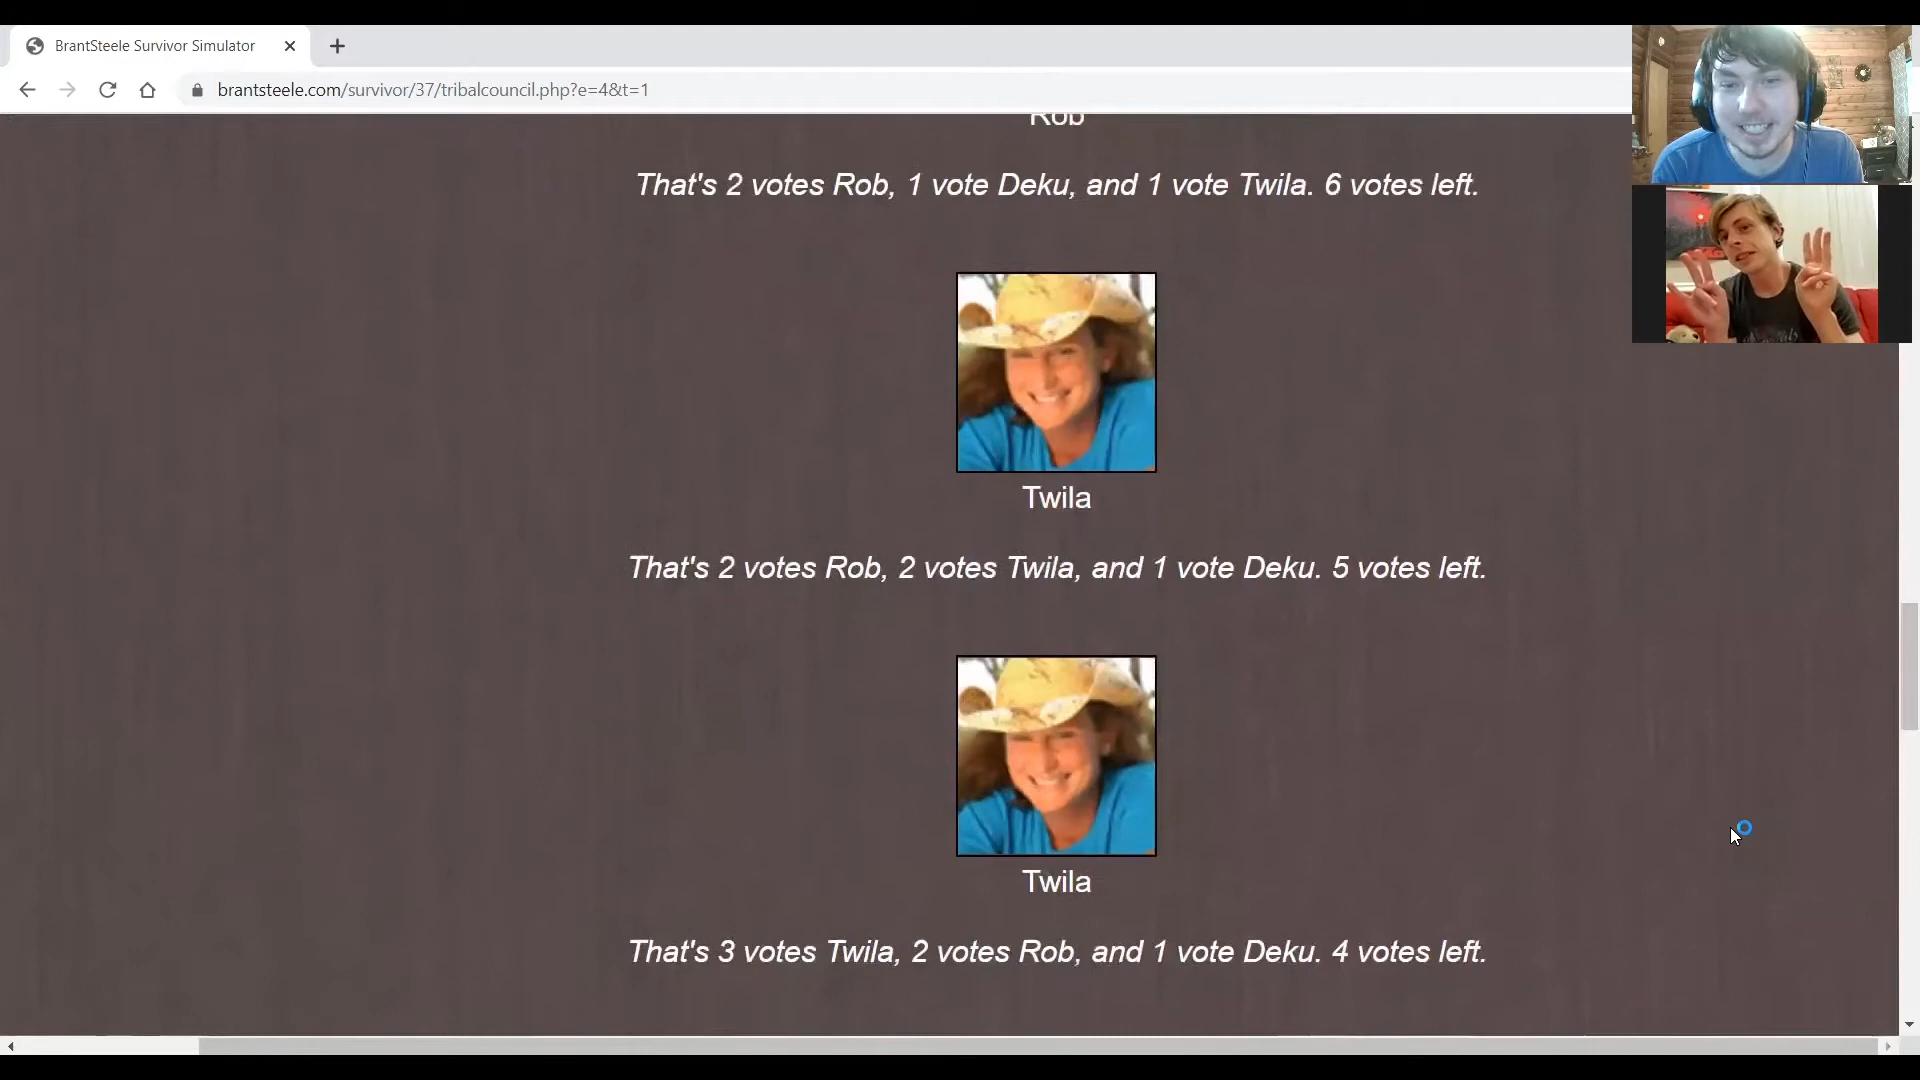 BrantSteele Survivor Simulator
brantsteele.com/survivor/37/tribalcouncil.php?e=4&t=1
Rob
That's 2 votes Rob, 1 vote Deku, and 1 vote Twila. 6 votes left.
Twila
That's 2 votes Rob, 2 votes Twila, and 1 vote Deku. 5 votes left.
Twila
That's 3 votes Twila, 2 votes Rob, and 1 vote Deku. 4 votes left.